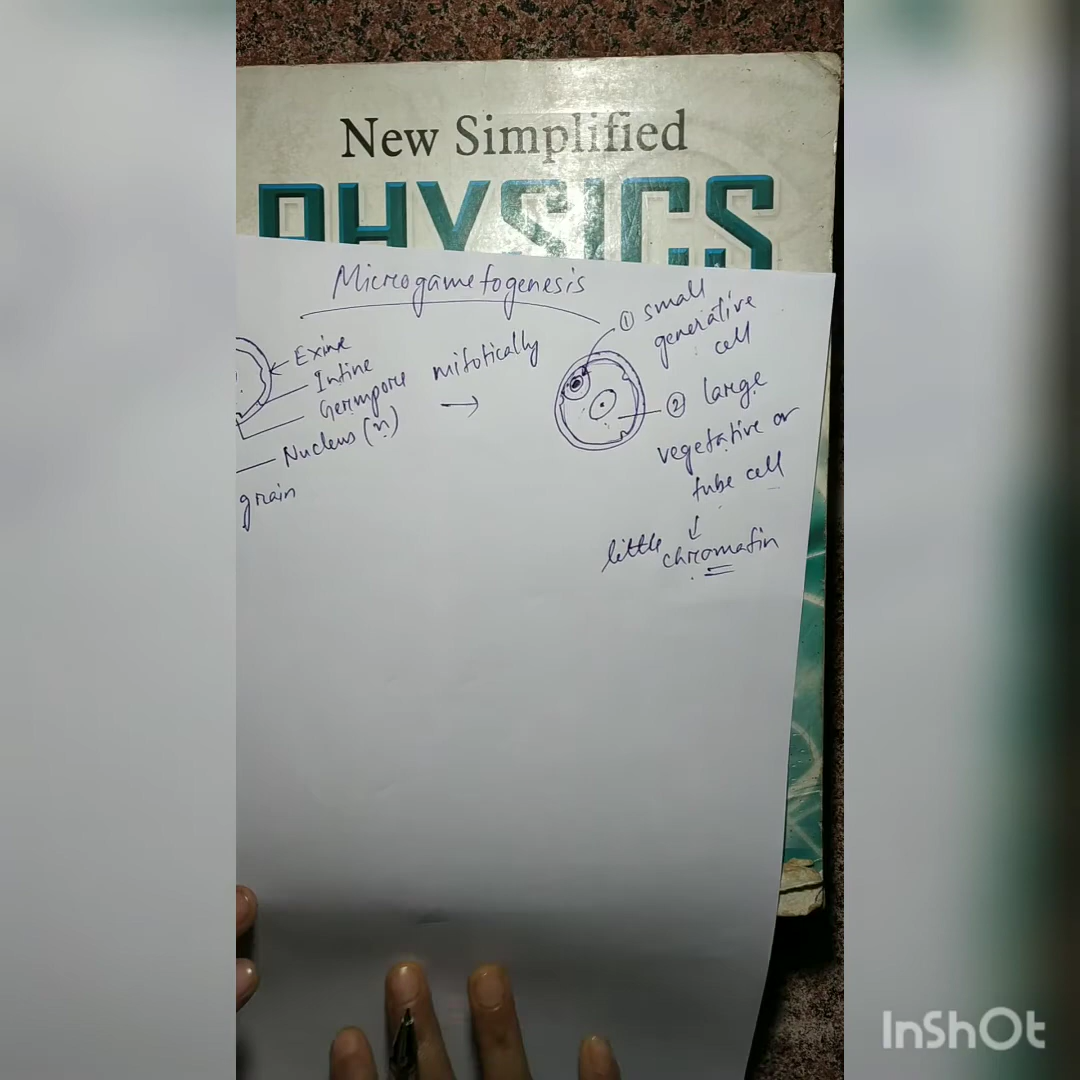 New Simplified
PHYSICS
Microgametogenesis
Exine
Intine
Germpore
Nucleus (n)
grain
mitotically
① small
generative
cell
② large
vegetative or
tube cell
little chromatin
InShOt